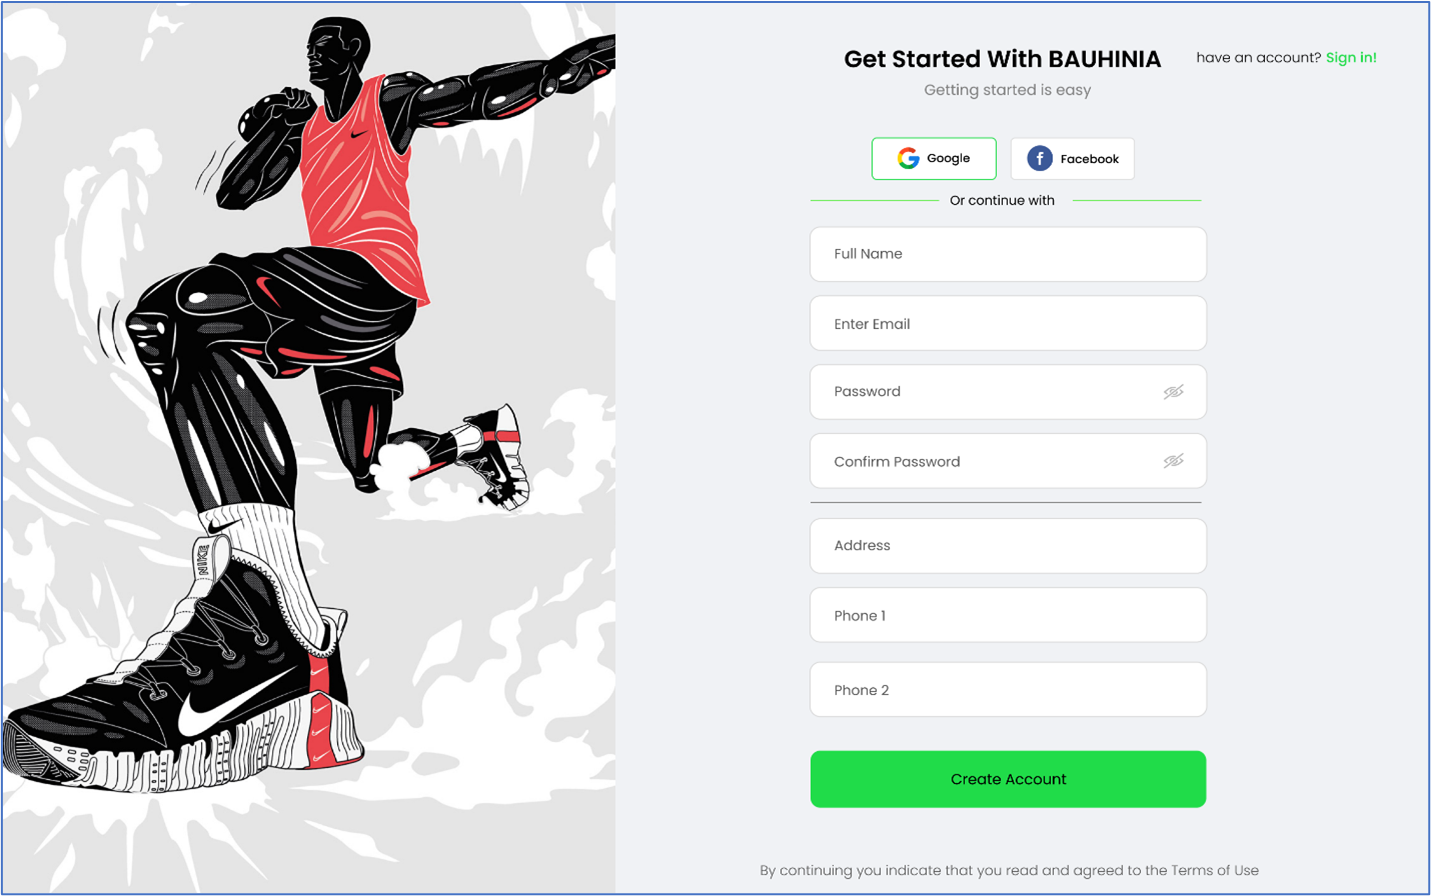 Get Started With BAUHINIA
have an account? Sign in!
Getting started is easy
Google
Facebook
Or continue with
Full Name
Enter Email
Password
Confirm Password
NIKE
Address
Phone 1
Phone 2
Create Account
By continuing you indicate that you read and agreed to the Terms of Use